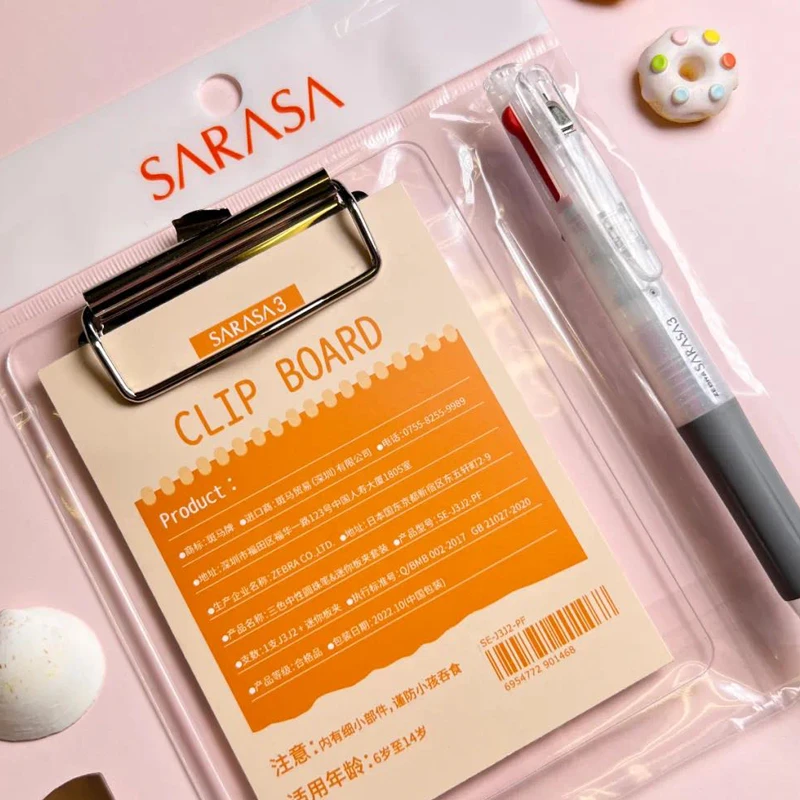 SARASA
SARASA3
CLIP BOARD
Product：
●商标：斑马牌 ●进口商：斑马贸易(深圳)有限公司 ●电话：0755-8255-9989
●地址：深圳市福田区福华一路123号中国人寿大厦1805室
●生产企业名称：ZEBRA CO.,LTD. ●地址：日本国东京都新宿区东五轩町2-9
●产品名称：三色中性圆珠笔&迷你板夹套装 ●产品型号：SE-J3J2-PF
●支数：1支J3J2+迷你板夹 ●执行标准号：Q/BMB 002-2017 GB 21027-2020
●产品等级：合格品 ●包装日期：2022.10(中国包装)
SE-J3J2-PF
6954772 901468
注意：内有细小部件，谨防小孩吞食
适用年龄：6岁至14岁
ZEBRA SARASA3